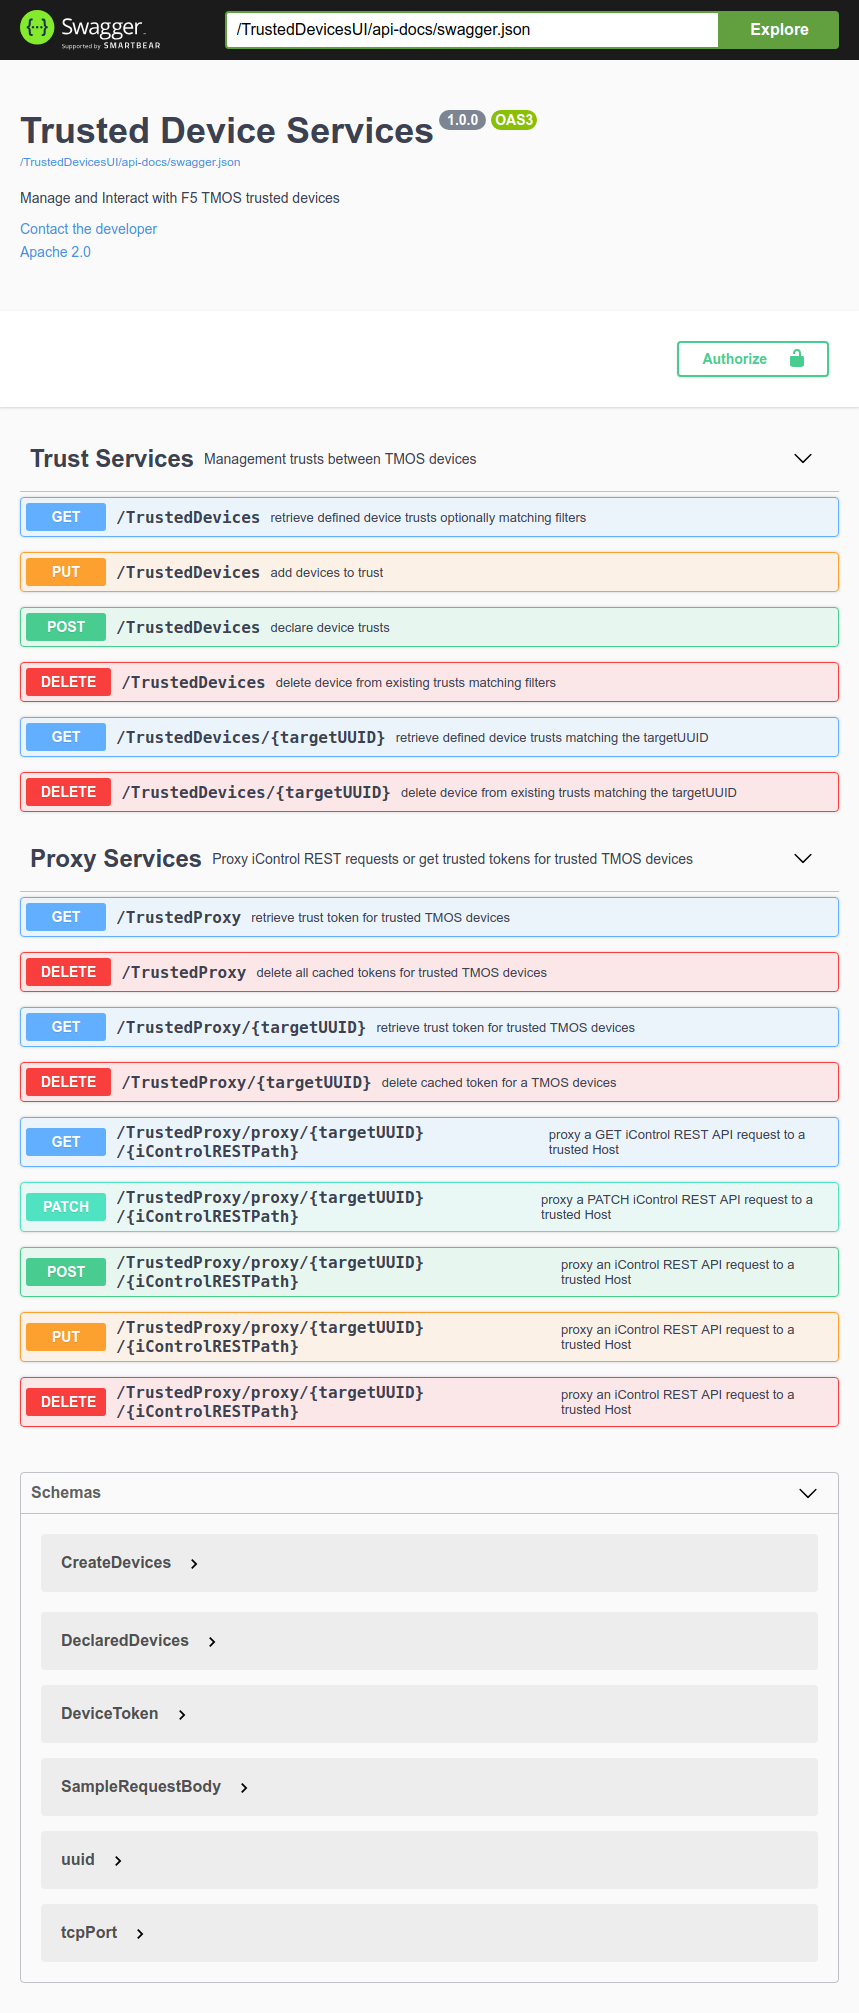 Swagger
Supported by SMARTBEAR
/TrustedDevicesUI/api-docs/swagger.json
Explore
Trusted Device Services 1.0.0 OAS3
/TrustedDevicesUI/api-docs/swagger.json
Manage and Interact with F5 TMOS trusted devices
Contact the developer
Apache 2.0
Authorize
Trust Services Management trusts between TMOS devices
GET /TrustedDevices retrieve defined device trusts optionally matching filters
PUT /TrustedDevices add devices to trust
POST /TrustedDevices declare device trusts
DELETE /TrustedDevices delete device from existing trusts matching filters
GET /TrustedDevices/{targetUUID} retrieve defined device trusts matching the targetUUID
DELETE /TrustedDevices/{targetUUID} delete device from existing trusts matching the targetUUID
Proxy Services Proxy iControl REST requests or get trusted tokens for trusted TMOS devices
GET /TrustedProxy retrieve trust token for trusted TMOS devices
DELETE /TrustedProxy delete all cached tokens for trusted TMOS devices
GET /TrustedProxy/{targetUUID} retrieve trust token for trusted TMOS devices
DELETE /TrustedProxy/{targetUUID} delete cached token for a TMOS devices
GET /TrustedProxy/proxy/{targetUUID}
/{iControlRESTPath}
proxy a GET iControl REST API request to a
trusted Host
PATCH /TrustedProxy/proxy/{targetUUID}
/{iControlRESTPath}
proxy a PATCH iControl REST API request to a
trusted Host
POST /TrustedProxy/proxy/{targetUUID}
/{iControlRESTPath}
proxy an iControl REST API request to a
trusted Host
PUT /TrustedProxy/proxy/{targetUUID}
/{iControlRESTPath}
proxy an iControl REST API request to a
trusted Host
DELETE /TrustedProxy/proxy/{targetUUID}
/{iControlRESTPath}
proxy an iControl REST API request to a
trusted Host
Schemas
CreateDevices
DeclaredDevices
DeviceToken
SampleRequestBody
uuid
tcpPort